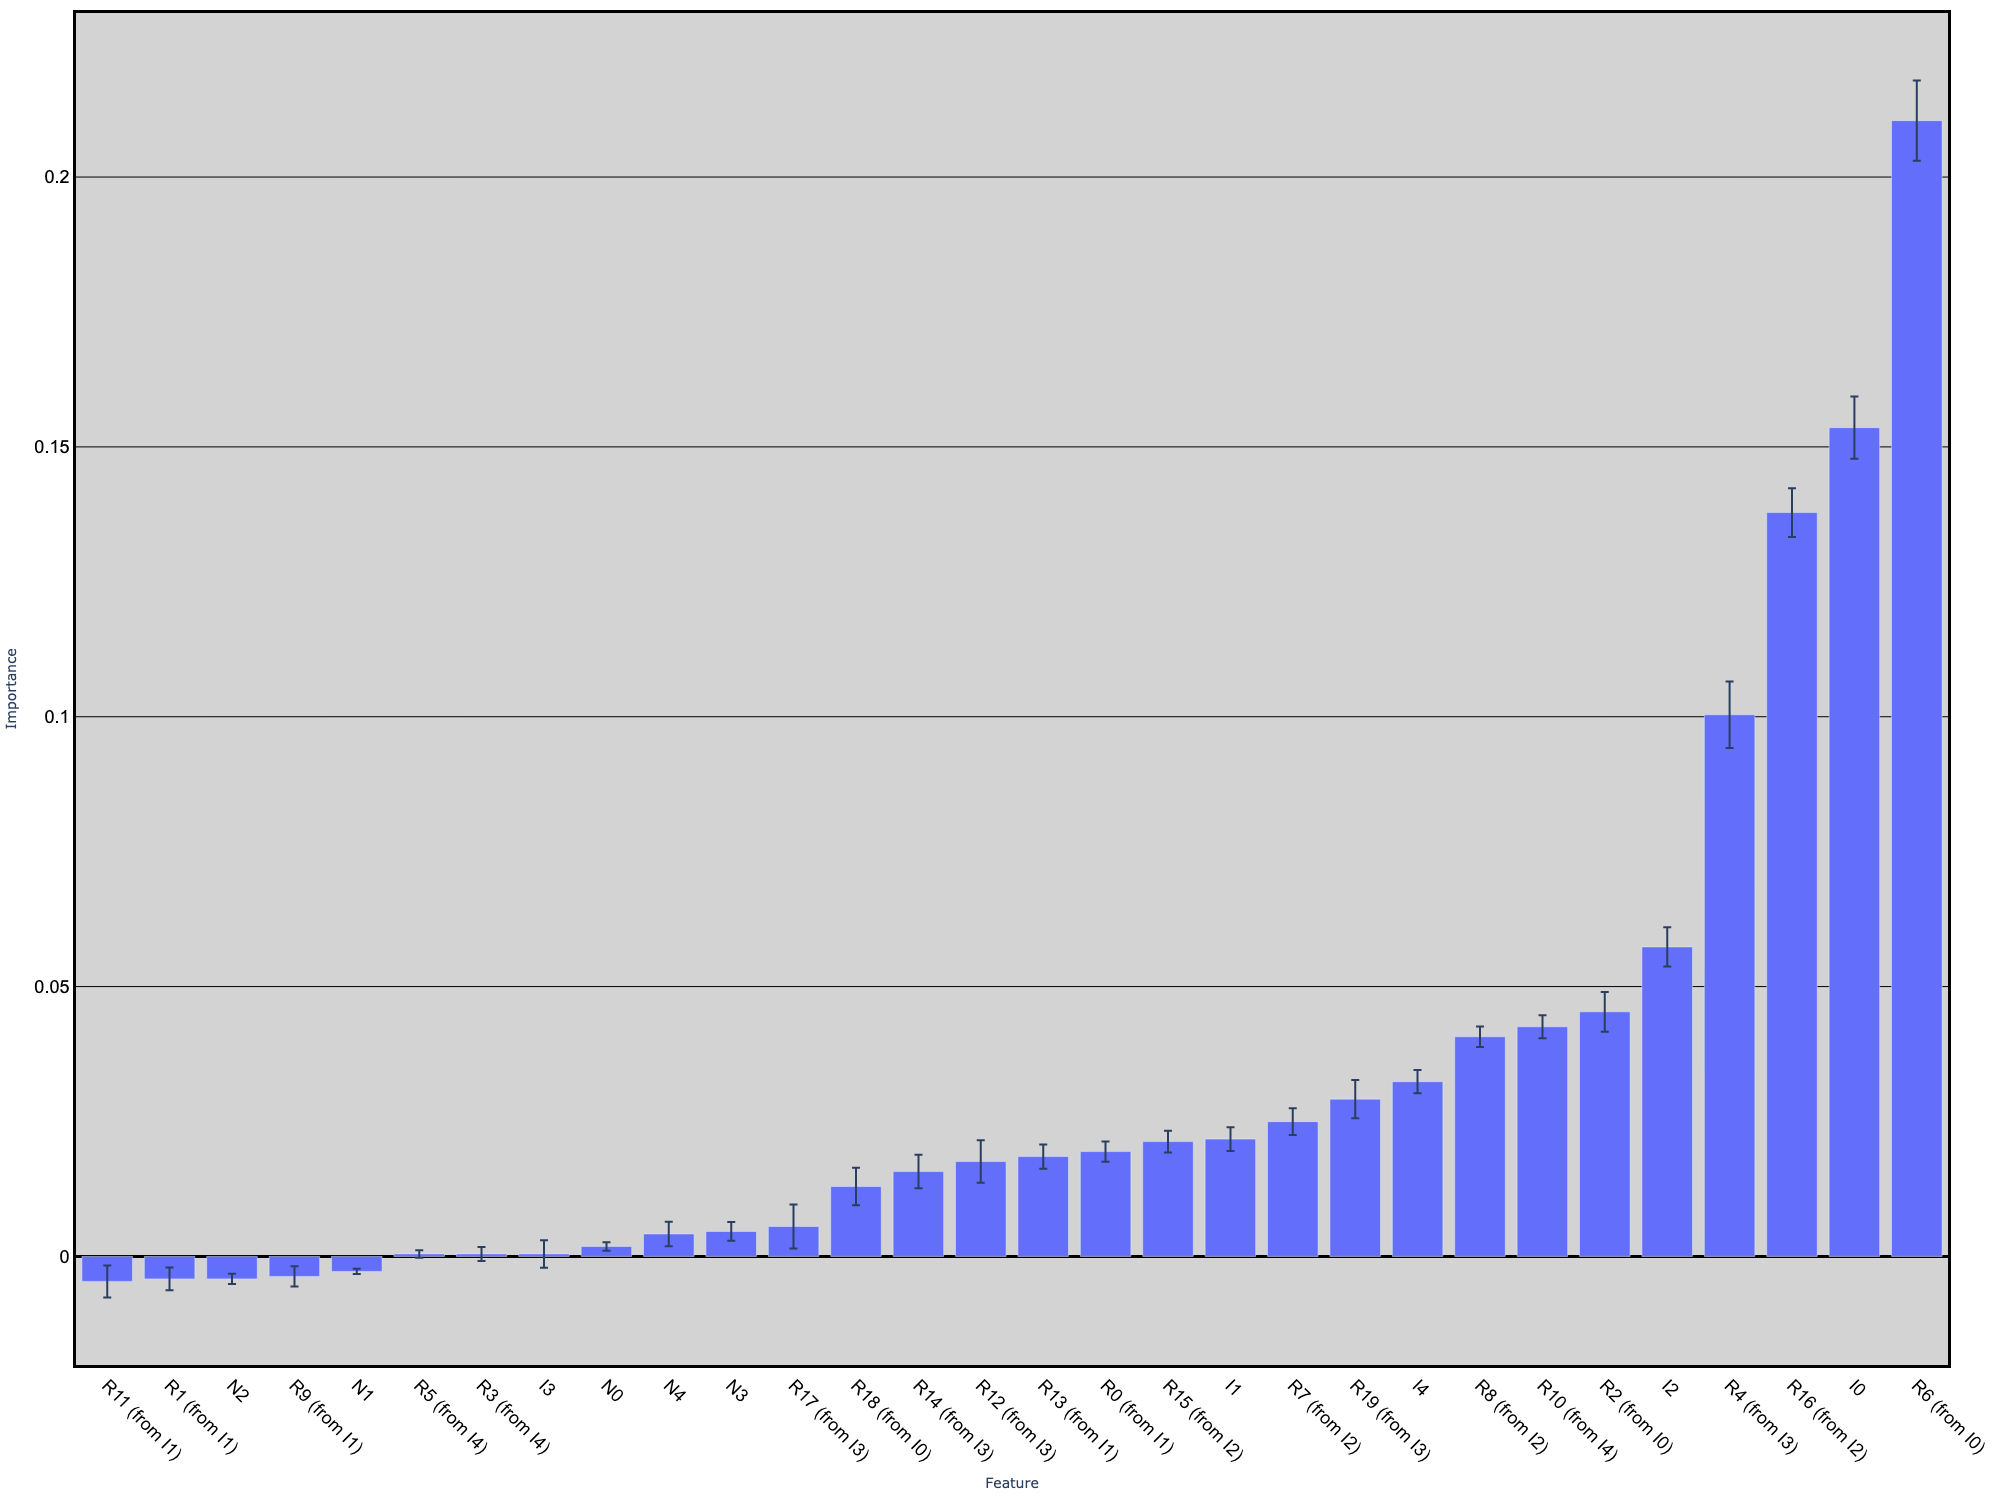 0.2
0.15
0.1
0.05
0
Importance
R11 (from I1)
R1 (from I1)
N2
R9 (from I1)
N1
R5 (from I4)
R3 (from I4)
I3
N0
N4
N3
R17 (from I3)
R18 (from I0)
R14 (from I3)
R12 (from I3)
R13 (from I1)
R0 (from I1)
R15 (from I2)
I1
R7 (from I2)
R19 (from I3)
I4
R8 (from I2)
R10 (from I4)
R2 (from I0)
I2
R4 (from I3)
R16 (from I2)
I0
R6 (from I0)
Feature